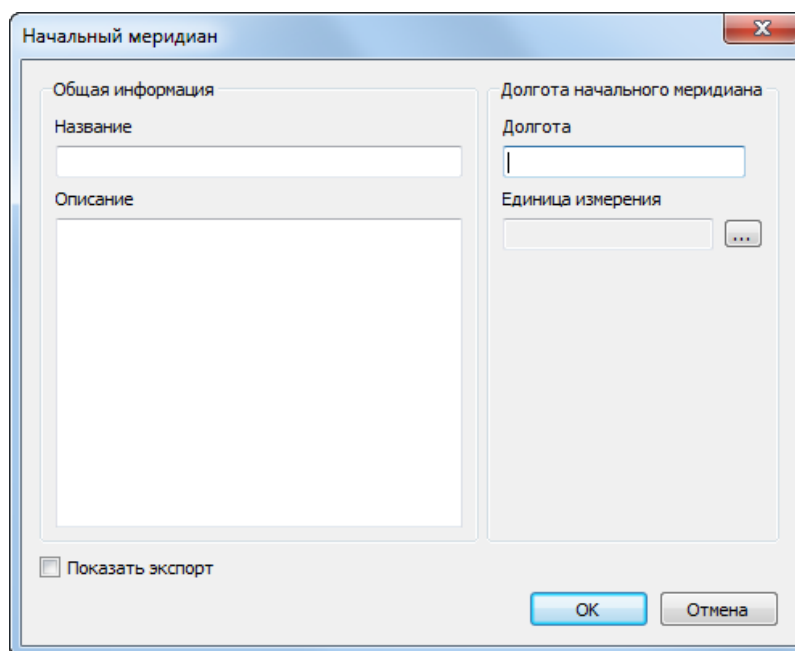 Начальный меридиан
Общая информация
Название
Описание
Долгота начального меридиана
Долгота
Единица измерения
...
Показать экспорт
OK
Отмена